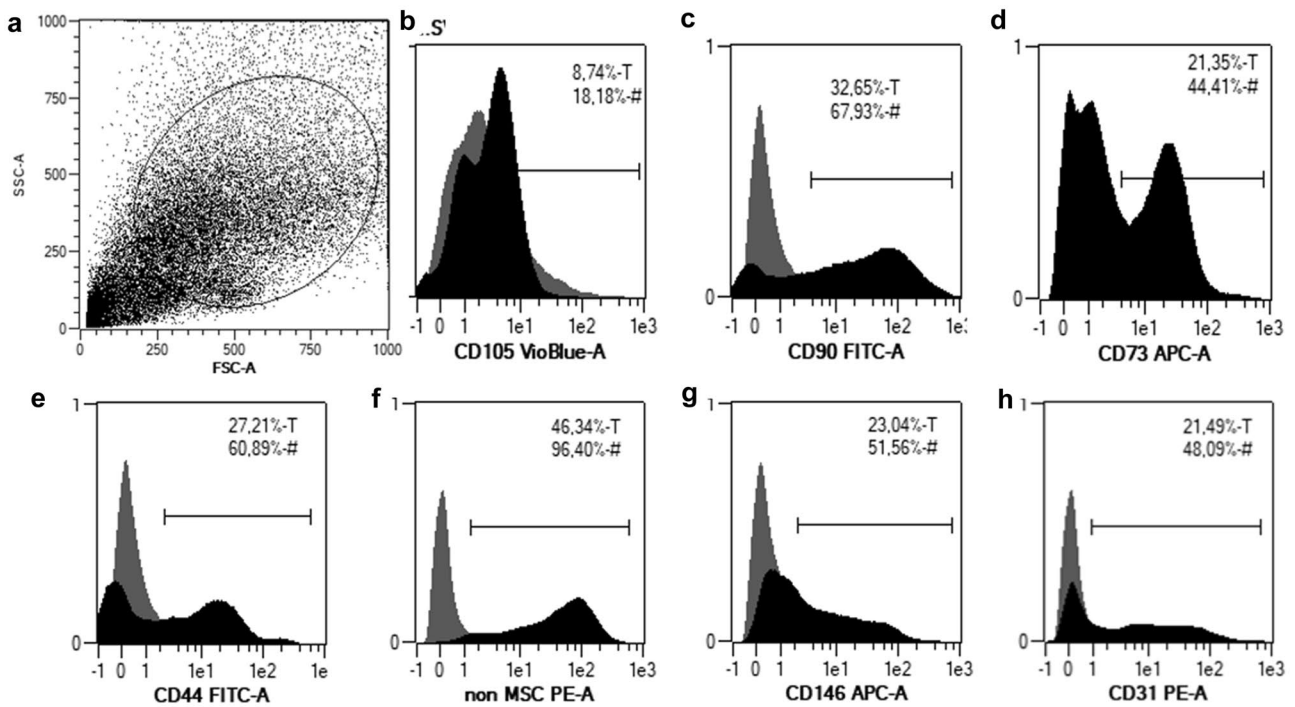 a
1000
750
500
250
0
SSC-A
0 250 500 750 1000
FSC-A
b
8,74%-T
18,18%-#
-1 0 1 1e1 1e2 1e3
CD105 VioBlue-A
c
1
32,65%-T
67,93%-#
0
-1 0 1 1e1 1e2
CD90 FITC-A
d
1
21,35%-T
44,41%-#
0
-1 0 1 1e1 1e2 1e3
CD73 APC-A
e
1
27,21%-T
60,89%-#
0
-1 0 1 1e1 1e2 1e
CD44 FITC-A
f
1
46,34%-T
96,40%-#
0
-1 0 1 1e1 1e2 1e3
non MSC PE-A
g
1
23,04%-T
51,56%-#
0
-1 0 1 1e1 1e2 1e3
CD146 APC-A
h
1
21,49%-T
48,09%-#
0
-1 0 1 1e1 1e2 1e3
CD31 PE-A